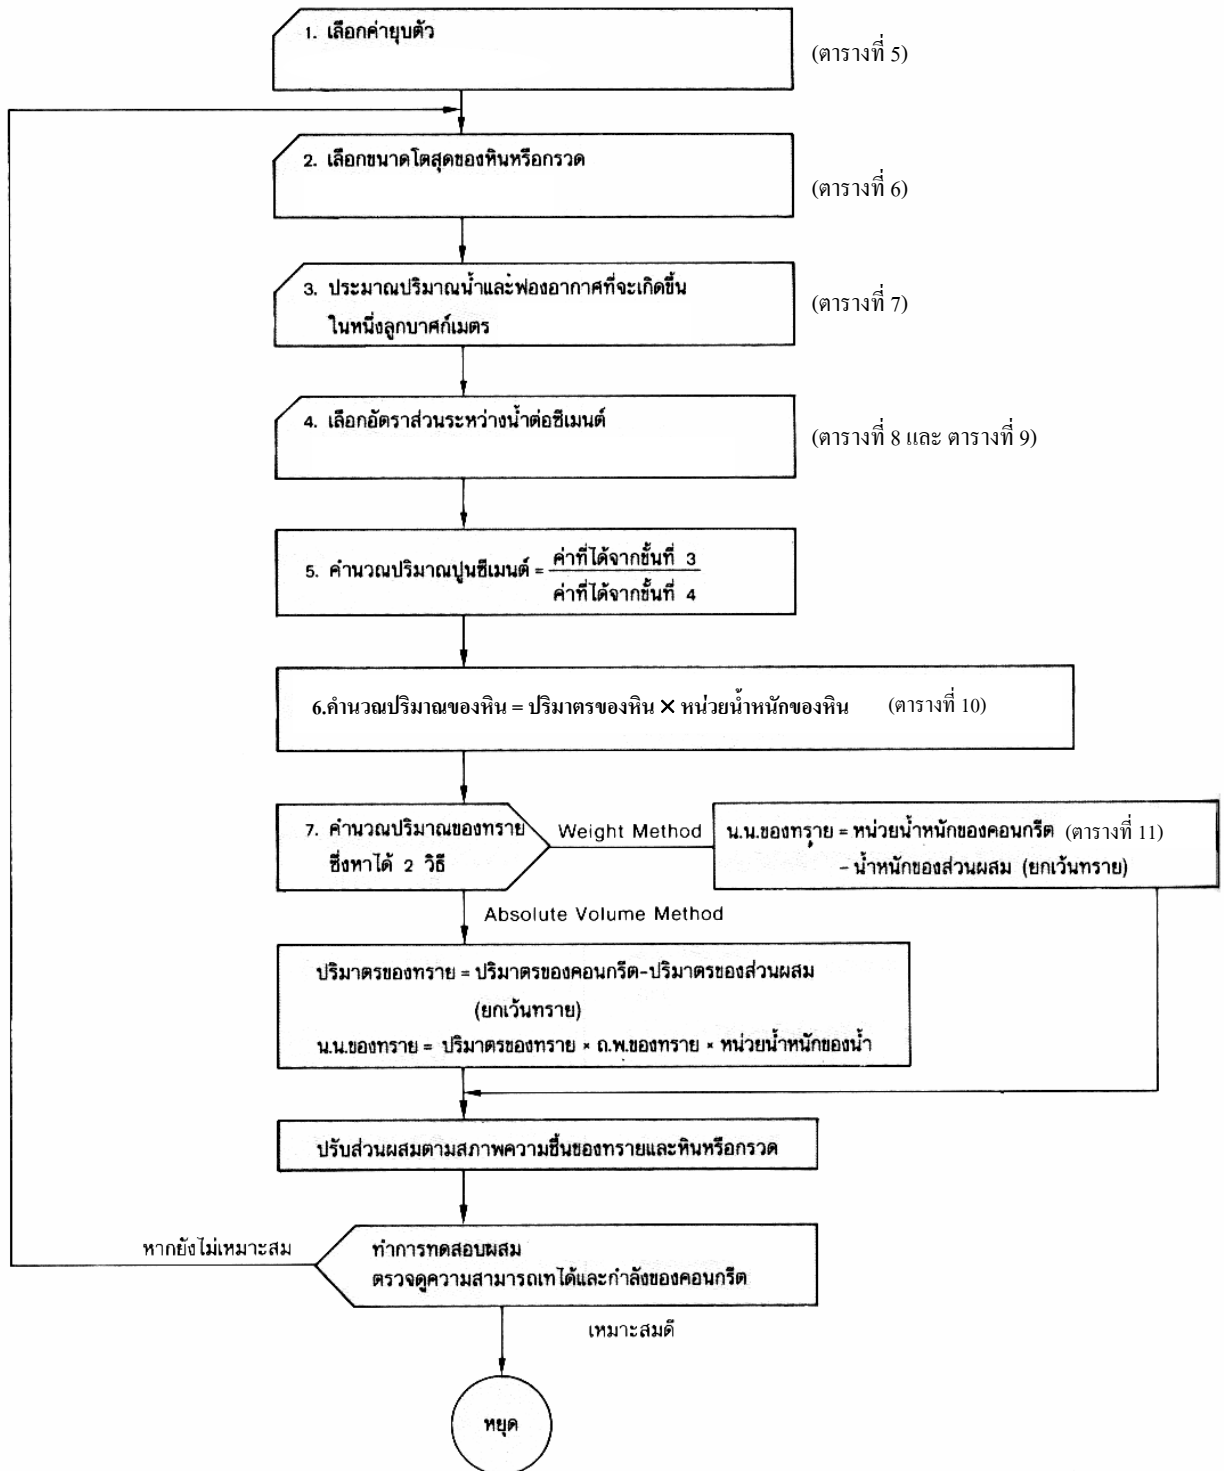 1. เลือกค่ายุบตัว
(ตารางที่ 5)
2. เลือกขนาดโตสุดของหินหรือกรวด
(ตารางที่ 6)
3. ประมาณปริมาณน้ำและฟองอากาศที่จะเกิดขึ้น
ในหนึ่งลูกบาศก์เมตร
(ตารางที่ 7)
4. เลือกอัตราส่วนระหว่างน้ำต่อซีเมนต์
(ตารางที่ 8 และ ตารางที่ 9)
5. คำนวณปริมาณปูนซีเมนต์ = ค่าที่ได้จากขั้นที่ 3
ค่าที่ได้จากขั้นที่ 4
6.คำนวณปริมาณของหิน = ปริมาตรของหิน × หน่วยน้ำหนักของหิน (ตารางที่ 10)
7. คำนวณปริมาณของทราย
ซึ่งหาได้ 2 วิธี
Weight Method
น.น.ของทราย = หน่วยน้ำหนักของคอนกรีต (ตารางที่ 11)
- น้ำหนักของส่วนผสม (ยกเว้นทราย)
Absolute Volume Method
ปริมาตรของทราย = ปริมาตรของคอนกรีต-ปริมาตรของส่วนผสม
(ยกเว้นทราย)
น.น.ของทราย = ปริมาตรของทราย × ถ.พ.ของทราย × หน่วยน้ำหนักของน้ำ
ปรับส่วนผสมตามสภาพความชื้นของทรายและหินหรือกรวด
หากยังไม่เหมาะสม
ทำการทดสอบผสม
ตรวจดูความสามารถเทได้และกำลังของคอนกรีต
เหมาะสมดี
หยุด